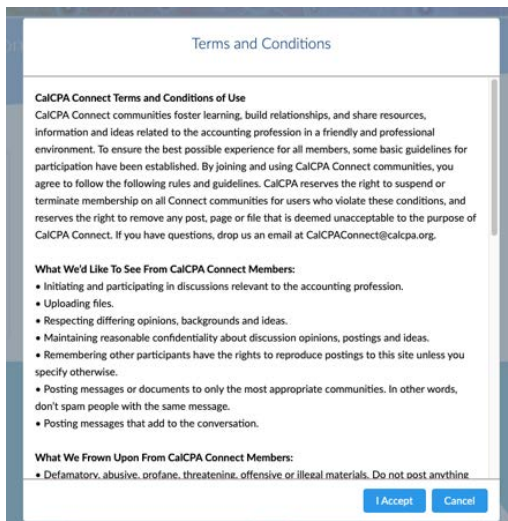 Terms and Conditions
CalCPA Connect Terms and Conditions of Use
CalCPA Connect communities foster learning, build relationships, and share resources,
information and ideas related to the accounting profession in a friendly and professional
environment. To ensure the best possible experience for all members, some basic guidelines for
participation have been established. By joining and using CalCPA Connect communities, you
agree to follow the following rules and guidelines. CalCPA reserves the right to suspend or
terminate membership on all Connect communities for users who violate these conditions, and
reserves the right to remove any post, page or file that is deemed unacceptable to the purpose of
CalCPA Connect. If you have questions, drop us an email at CalCPAConnect@calcpa.org.
What We'd Like To See From CalCPA Connect Members:
• Initiating and participating in discussions relevant to the accounting profession.
• Uploading files.
• Respecting differing opinions, backgrounds and ideas.
• Maintaining reasonable confidentiality about discussion opinions, postings and ideas.
• Remembering other participants have the rights to reproduce postings to this site unless you
specify otherwise.
• Posting messages or documents to only the most appropriate communities. In other words,
don't spam people with the same message.
• Posting messages that add to the conversation.
What We Frown Upon From CalCPA Connect Members:
• Defamatory, abusive, profane, threatening, offensive or illegal materials. Do not post anything
I Accept
Cancel